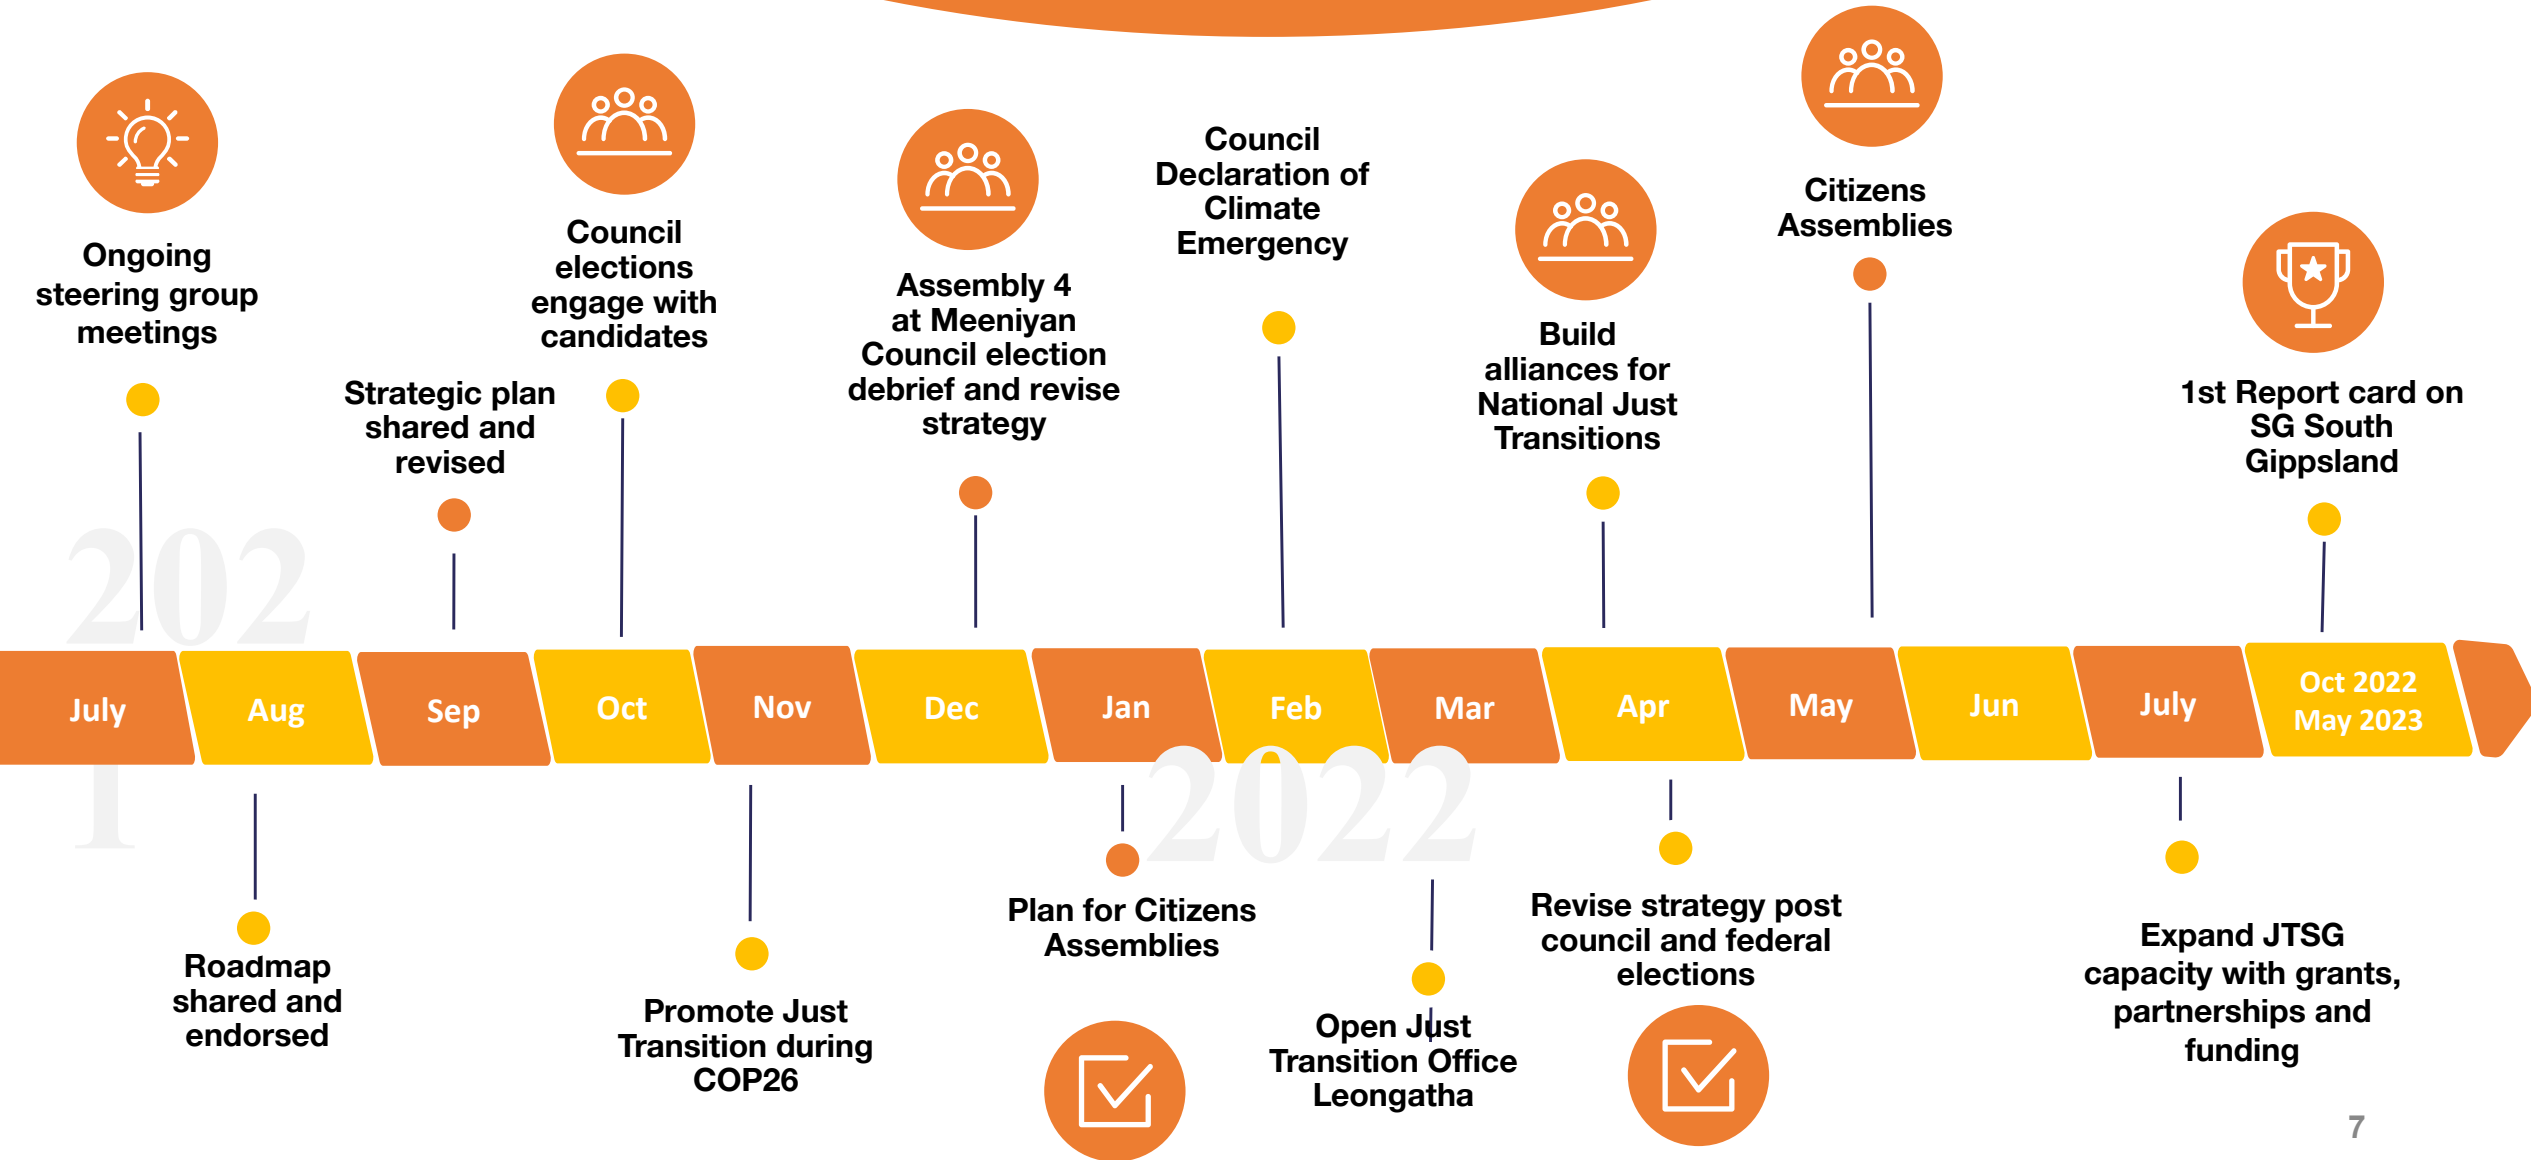 Ongoing
steering group
meetings
Strategic plan
shared and
revised
Council
elections
engage with
candidates
Assembly 4
at Meeniyan
Council election
debrief and revise
strategy
Council
Declaration of
Climate
Emergency
Build
alliances for
National Just
Transitions
Citizens
Assemblies
1st Report card on
SG South
Gippsland
202
1
July
Aug
Sep
Oct
Nov
Dec
Jan
Feb
Mar
Apr
May
Jun
July
Oct 2022
May 2023
2022
Roadmap
shared and
endorsed
Promote Just
Transition during
COP26
Plan for Citizens
Assemblies
Open Just
Transition Office
Leongatha
Revise strategy post
council and federal
elections
Expand JTSG
capacity with grants,
partnerships and
funding
7